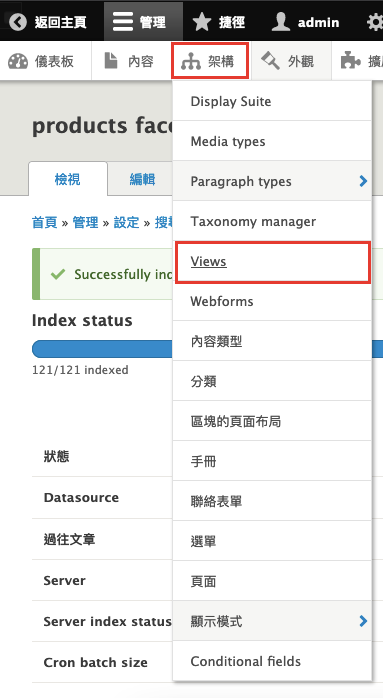 返回主頁 管理 捷徑 admin
儀表板 內容 架構 外觀
products fac
Display Suite
Media types
Paragraph types
檢視 編輯
Taxonomy manager
首頁 » 管理 » 設定 »
Views
Successfully
Webforms
Index status
內容類型
121/121 indexed
分類
區塊的頁面布局
狀態
手冊
Datasource
聯絡表單
過往文章
選單
Server
頁面
Server index status
顯示模式
Cron batch size
Conditional fields